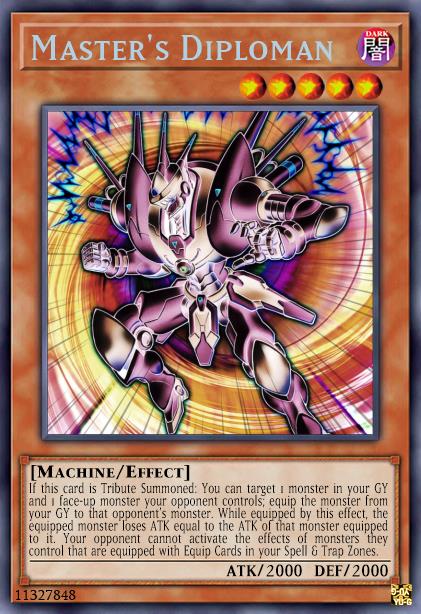 Master's Diploman
DARK
闇
[Machine/Effect]
If this card is Tribute Summoned: You can target 1 monster in your GY
and 1 face-up monster your opponent controls; equip the monster from
your GY to that opponent's monster. While equipped by this effect, the
equipped monster loses ATK equal to the ATK of that monster equipped
to it. Your opponent cannot activate the effects of monsters they
control that are equipped with Equip Cards in your Spell & Trap Zones.
ATK/2000 DEF/2000
11327848